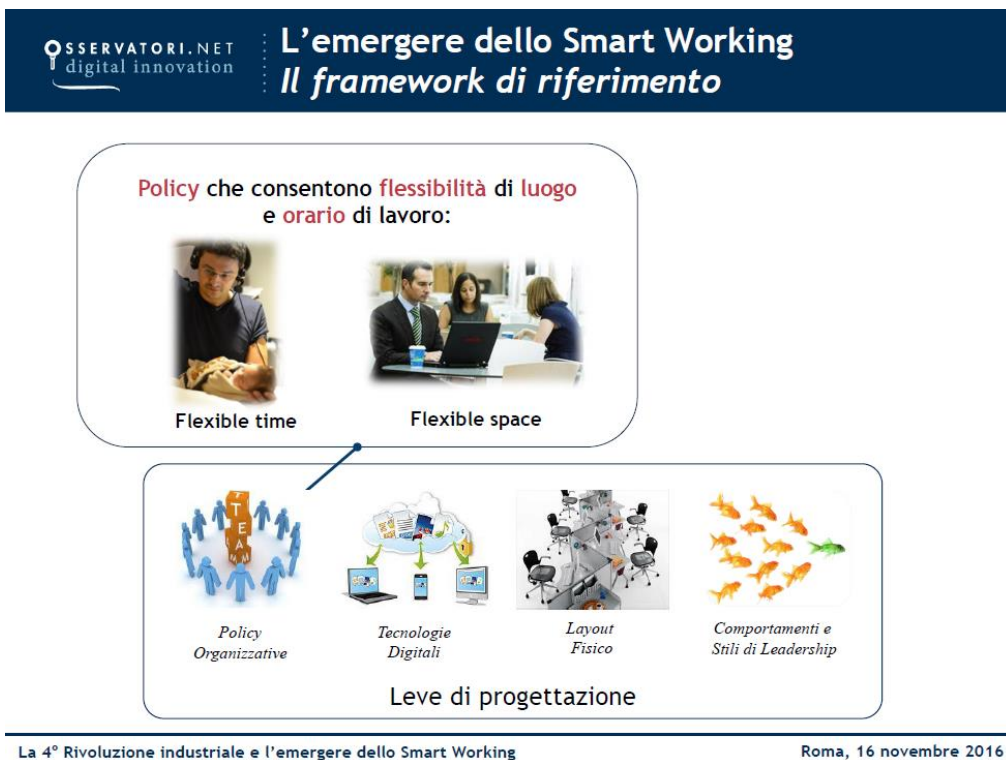 OSSERVATORI.NET
digital innovation
L'emergere dello Smart Working
Il framework di riferimento
Policy che consentono flessibilità di luogo
e orario di lavoro:
Flexible time
Flexible space
TEAM
Policy
Organizzative
Tecnologie
Digitali
Layout
Fisico
Comportamenti e
Stili di Leadership
Leve di progettazione
La 4° Rivoluzione industriale e l'emergere dello Smart Working
Roma, 16 novembre 2016